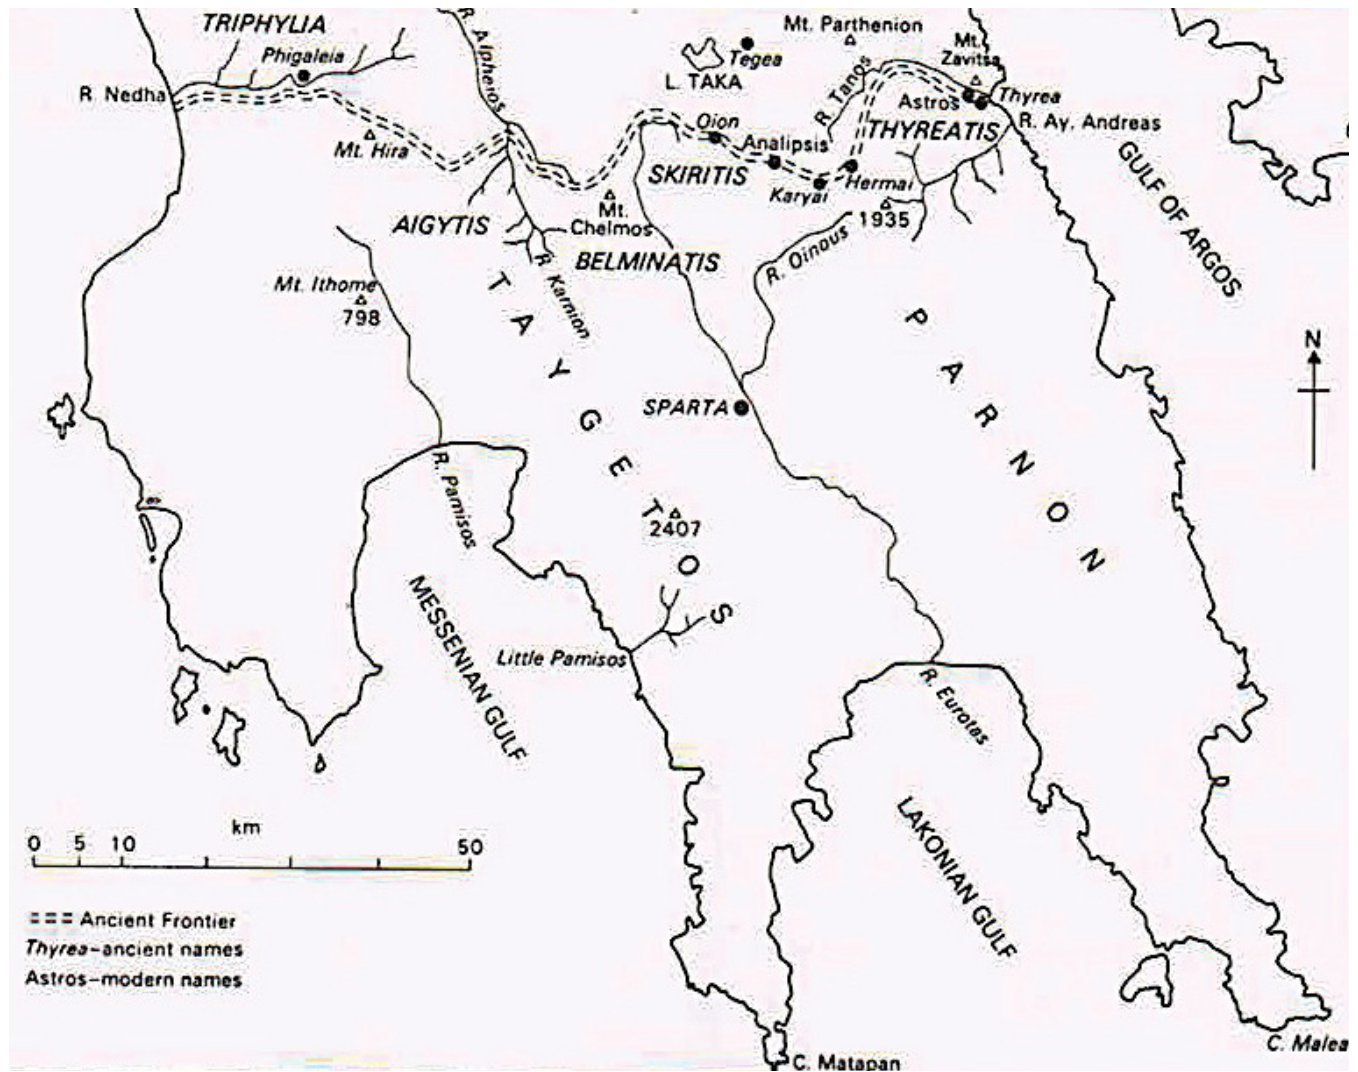 TRIPHYLIA
Phigaleia
R Nedha
Mt. Hira
R Alpheios
L. TAKA
Tegea
Mt. Parthenion
Mt.
Zavitsa
R. Tanos
Astros
Thyrea
THYREATIS
R. Ay. Andreas
Oion
Analipsis
SKIRITIS
Karyai
Hermai
1935
GULF OF ARGOS
AIGYTIS
Mt.
Chelmos
BELMINATIS
R. Karnion
R. Oinous
Mt. Ithome
798
TAYGETOS
PARNON
N
SPARTA
R. Pamisos
2407
MESSENIAN GULF
Little Pamisos
R. Eurotas
LAKONIAN GULF
km
0 5 10 50
Ancient Frontier
Thyrea–ancient names
Astros–modern names
C. Matapan
C. Malea